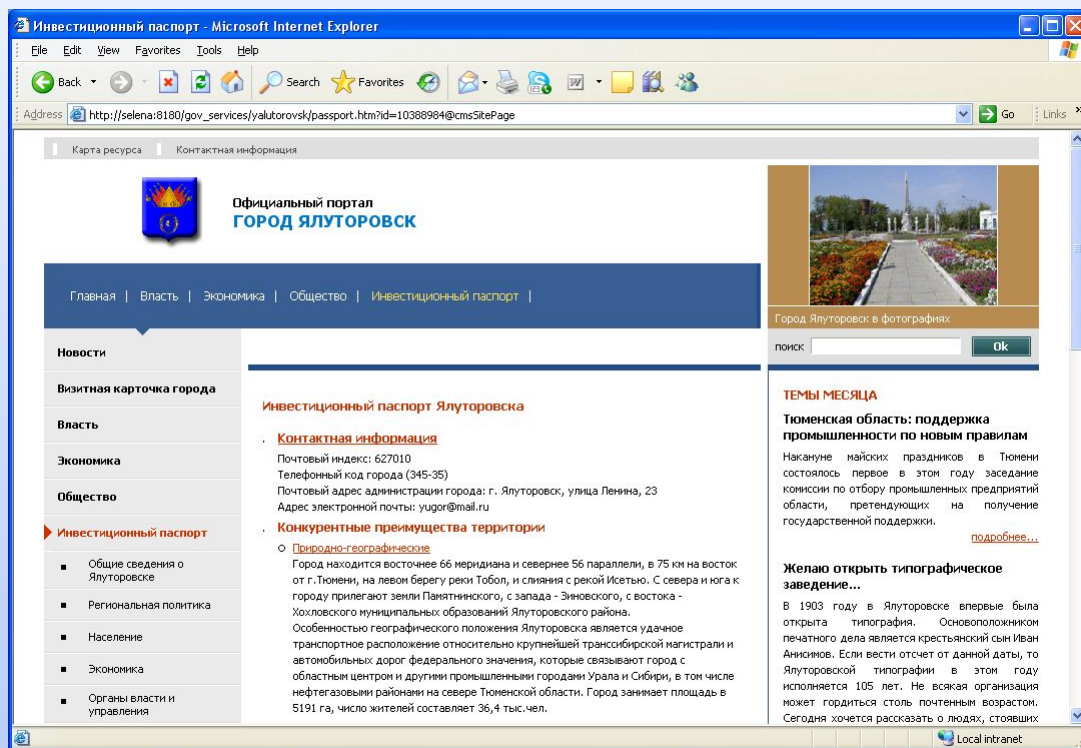 Инвестиционный паспорт - Microsoft Internet Explorer
File Edit View Favorites Tools Help
Back Search Favorites
Address http://selena:8180/gov_services/yalutorovsk/passport.htm?id=10388984@cmsSitePage Go Links
Карта ресурса Контактная информация
Официальный портал
ГОРОД ЯЛУТОРОВСК
Главная | Власть | Экономика | Общество | Инвестиционный паспорт |
Город Ялуторовск в фотографиях
поиск Ok
Новости
Визитная карточка города
Власть
Экономика
Общество
Инвестиционный паспорт
Общие сведения о
Ялуторовске
Региональная политика
Население
Экономика
Органы власти и
управления
Инвестиционный паспорт Ялуторовска
Контактная информация
Почтовый индекс: 627010
Телефонный код города (345-35)
Почтовый адрес администрации города: г. Ялуторовск, улица Ленина, 23
Адрес электронной почты: yugor@mail.ru
Конкурентные преимущества территории
Природно-географические
Город находится восточнее 66 меридиана и севернее 56 параллели, в 75 км на восток
от г.Тюмени, на левом берегу реки Тобол, и слияния с рекой Исетью. С севера и юга к
городу прилегают земли Памятнинского, с запада - Зиновского, с востока -
Хохловского муниципальных образований Ялуторовского района.
Особенностью географического положения Ялуторовска является удачное
транспортное расположение относительно крупнейшей транссибирской магистрали и
автомобильных дорог федерального значения, которые связывают город с
областным центром и другими промышленными городами Урала и Сибири, в том числе
нефтегазовыми районами на севере Тюменской области. Город занимает площадь в
5191 га, число жителей составляет 36,4 тыс.чел.
ТЕМЫ МЕСЯЦА
Тюменская область: поддержка
промышленности по новым правилам
Накануне майских праздников в Тюмени
состоялось первое в этом году заседание
комиссии по отбору промышленных предприятий
области, претендующих на получение
государственной поддержки.
подробнее...
Желаю открыть типографическое
заведение...
В 1903 году в Ялуторовске впервые была
открыта типография. Основоположником
печатного дела является крестьянский сын Иван
Анисимов. Если вести отсчет от данной даты, то
Ялуторовской типографии в этом году
исполняется 105 лет. Не всякая организация
может гордиться столь почтенным возрастом.
Сегодня хочется рассказать о людях, стоявших
Local intranet